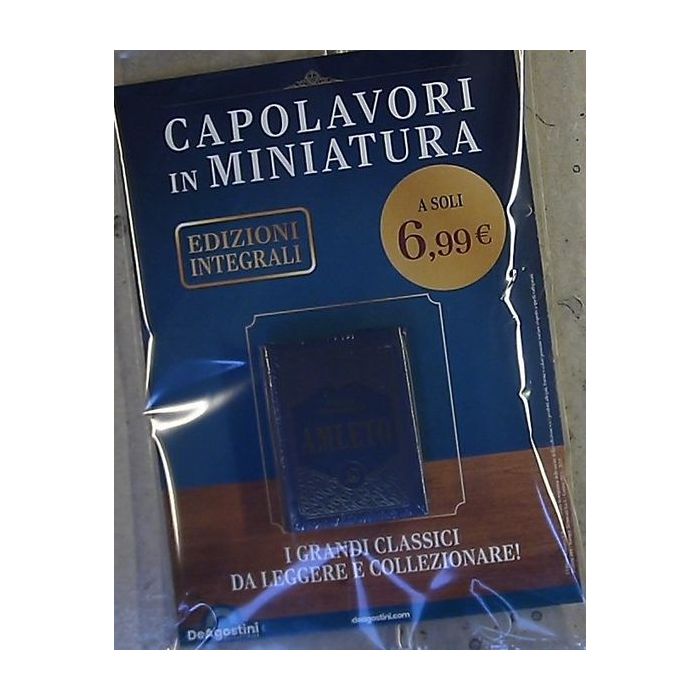 CAPOLAVORI
IN MINIATURA
EDIZIONI
INTEGRALI
A SOLI
6,99€
AMLETO
I GRANDI CLASSICI
DA LEGGERE E COLLEZIONARE!
DeAgostini
deagostini.com